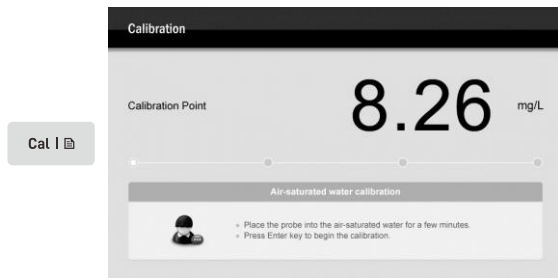 Calibration
Calibration Point
8.26
mg/L
Cal |
Air-saturated water calibration
Place the probe into the air-saturated water for a few minutes.
Press Enter key to begin the calibration.